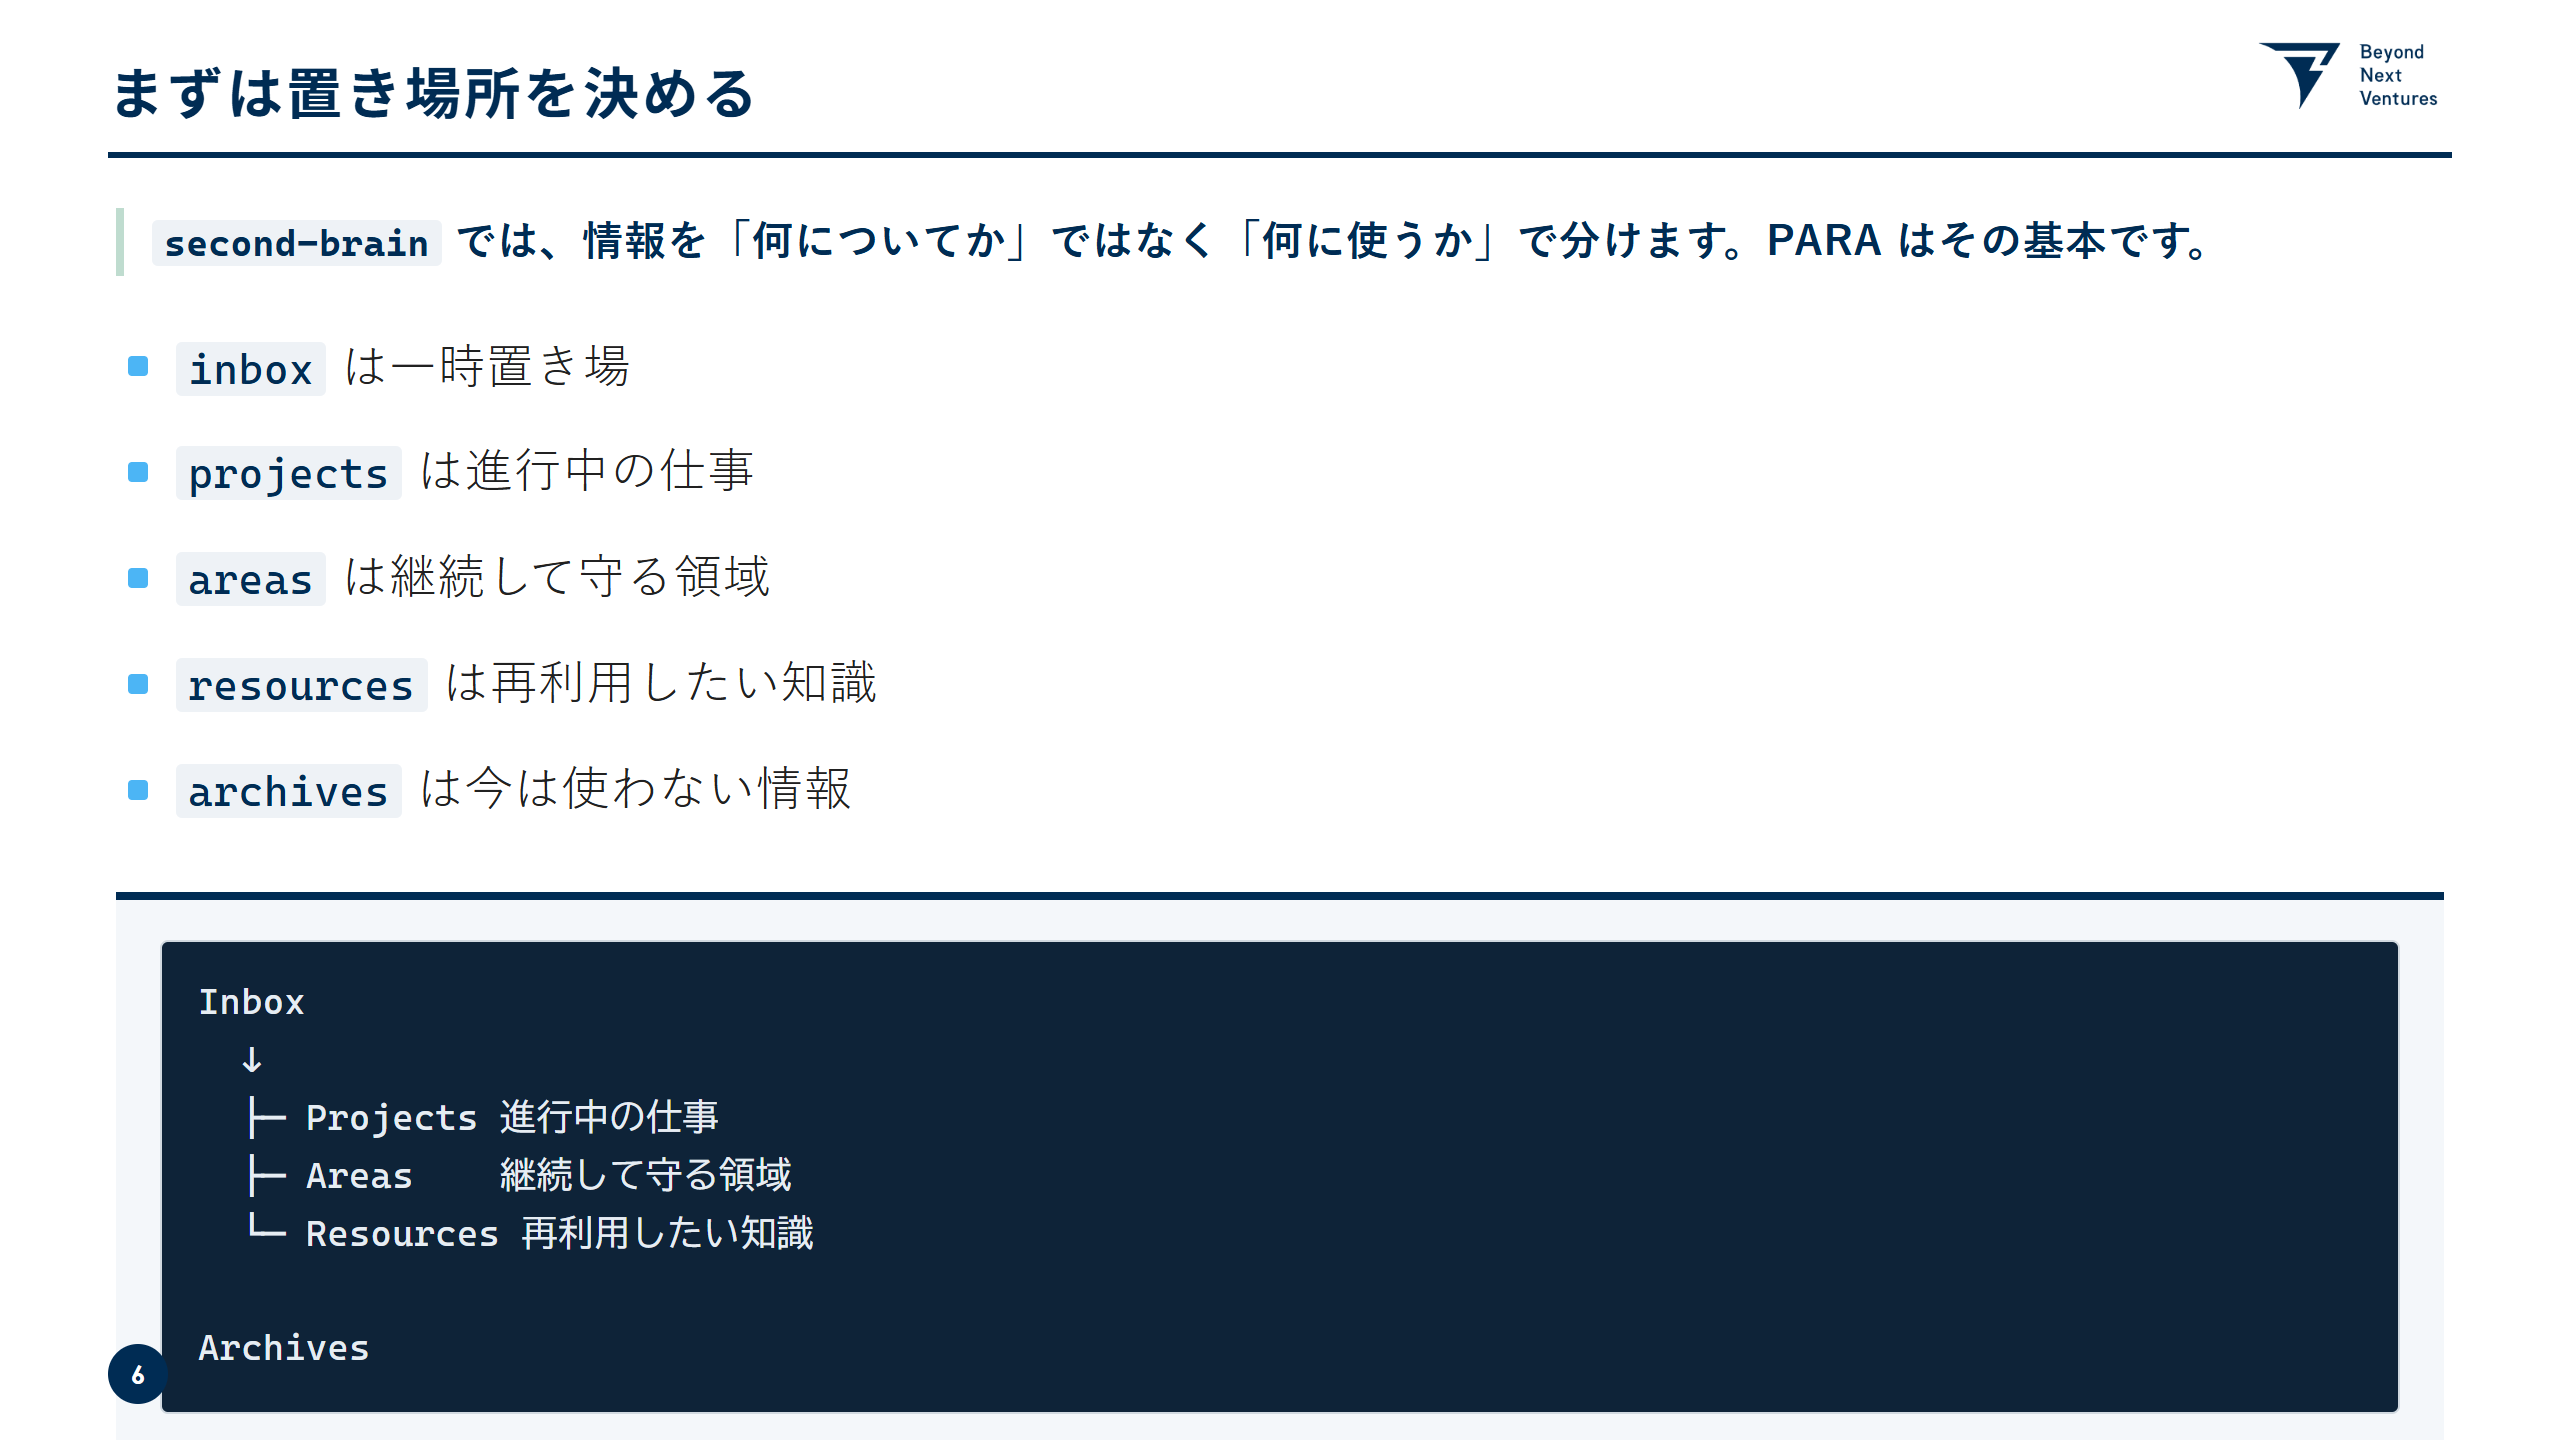 まずは置き場所を決める
Beyond
Next
Ventures
second-brain では、情報を「何についてか」ではなく「何に使うか」で分けます。PARA はその基本です。
inbox は一時置き場
projects は進行中の仕事
areas は継続して守る領域
resources は再利用したい知識
archives は今は使わない情報
Inbox
↓
├─ Projects 進行中の仕事
├─ Areas    継続して守る領域
└─ Resources 再利用したい知識
Archives
6